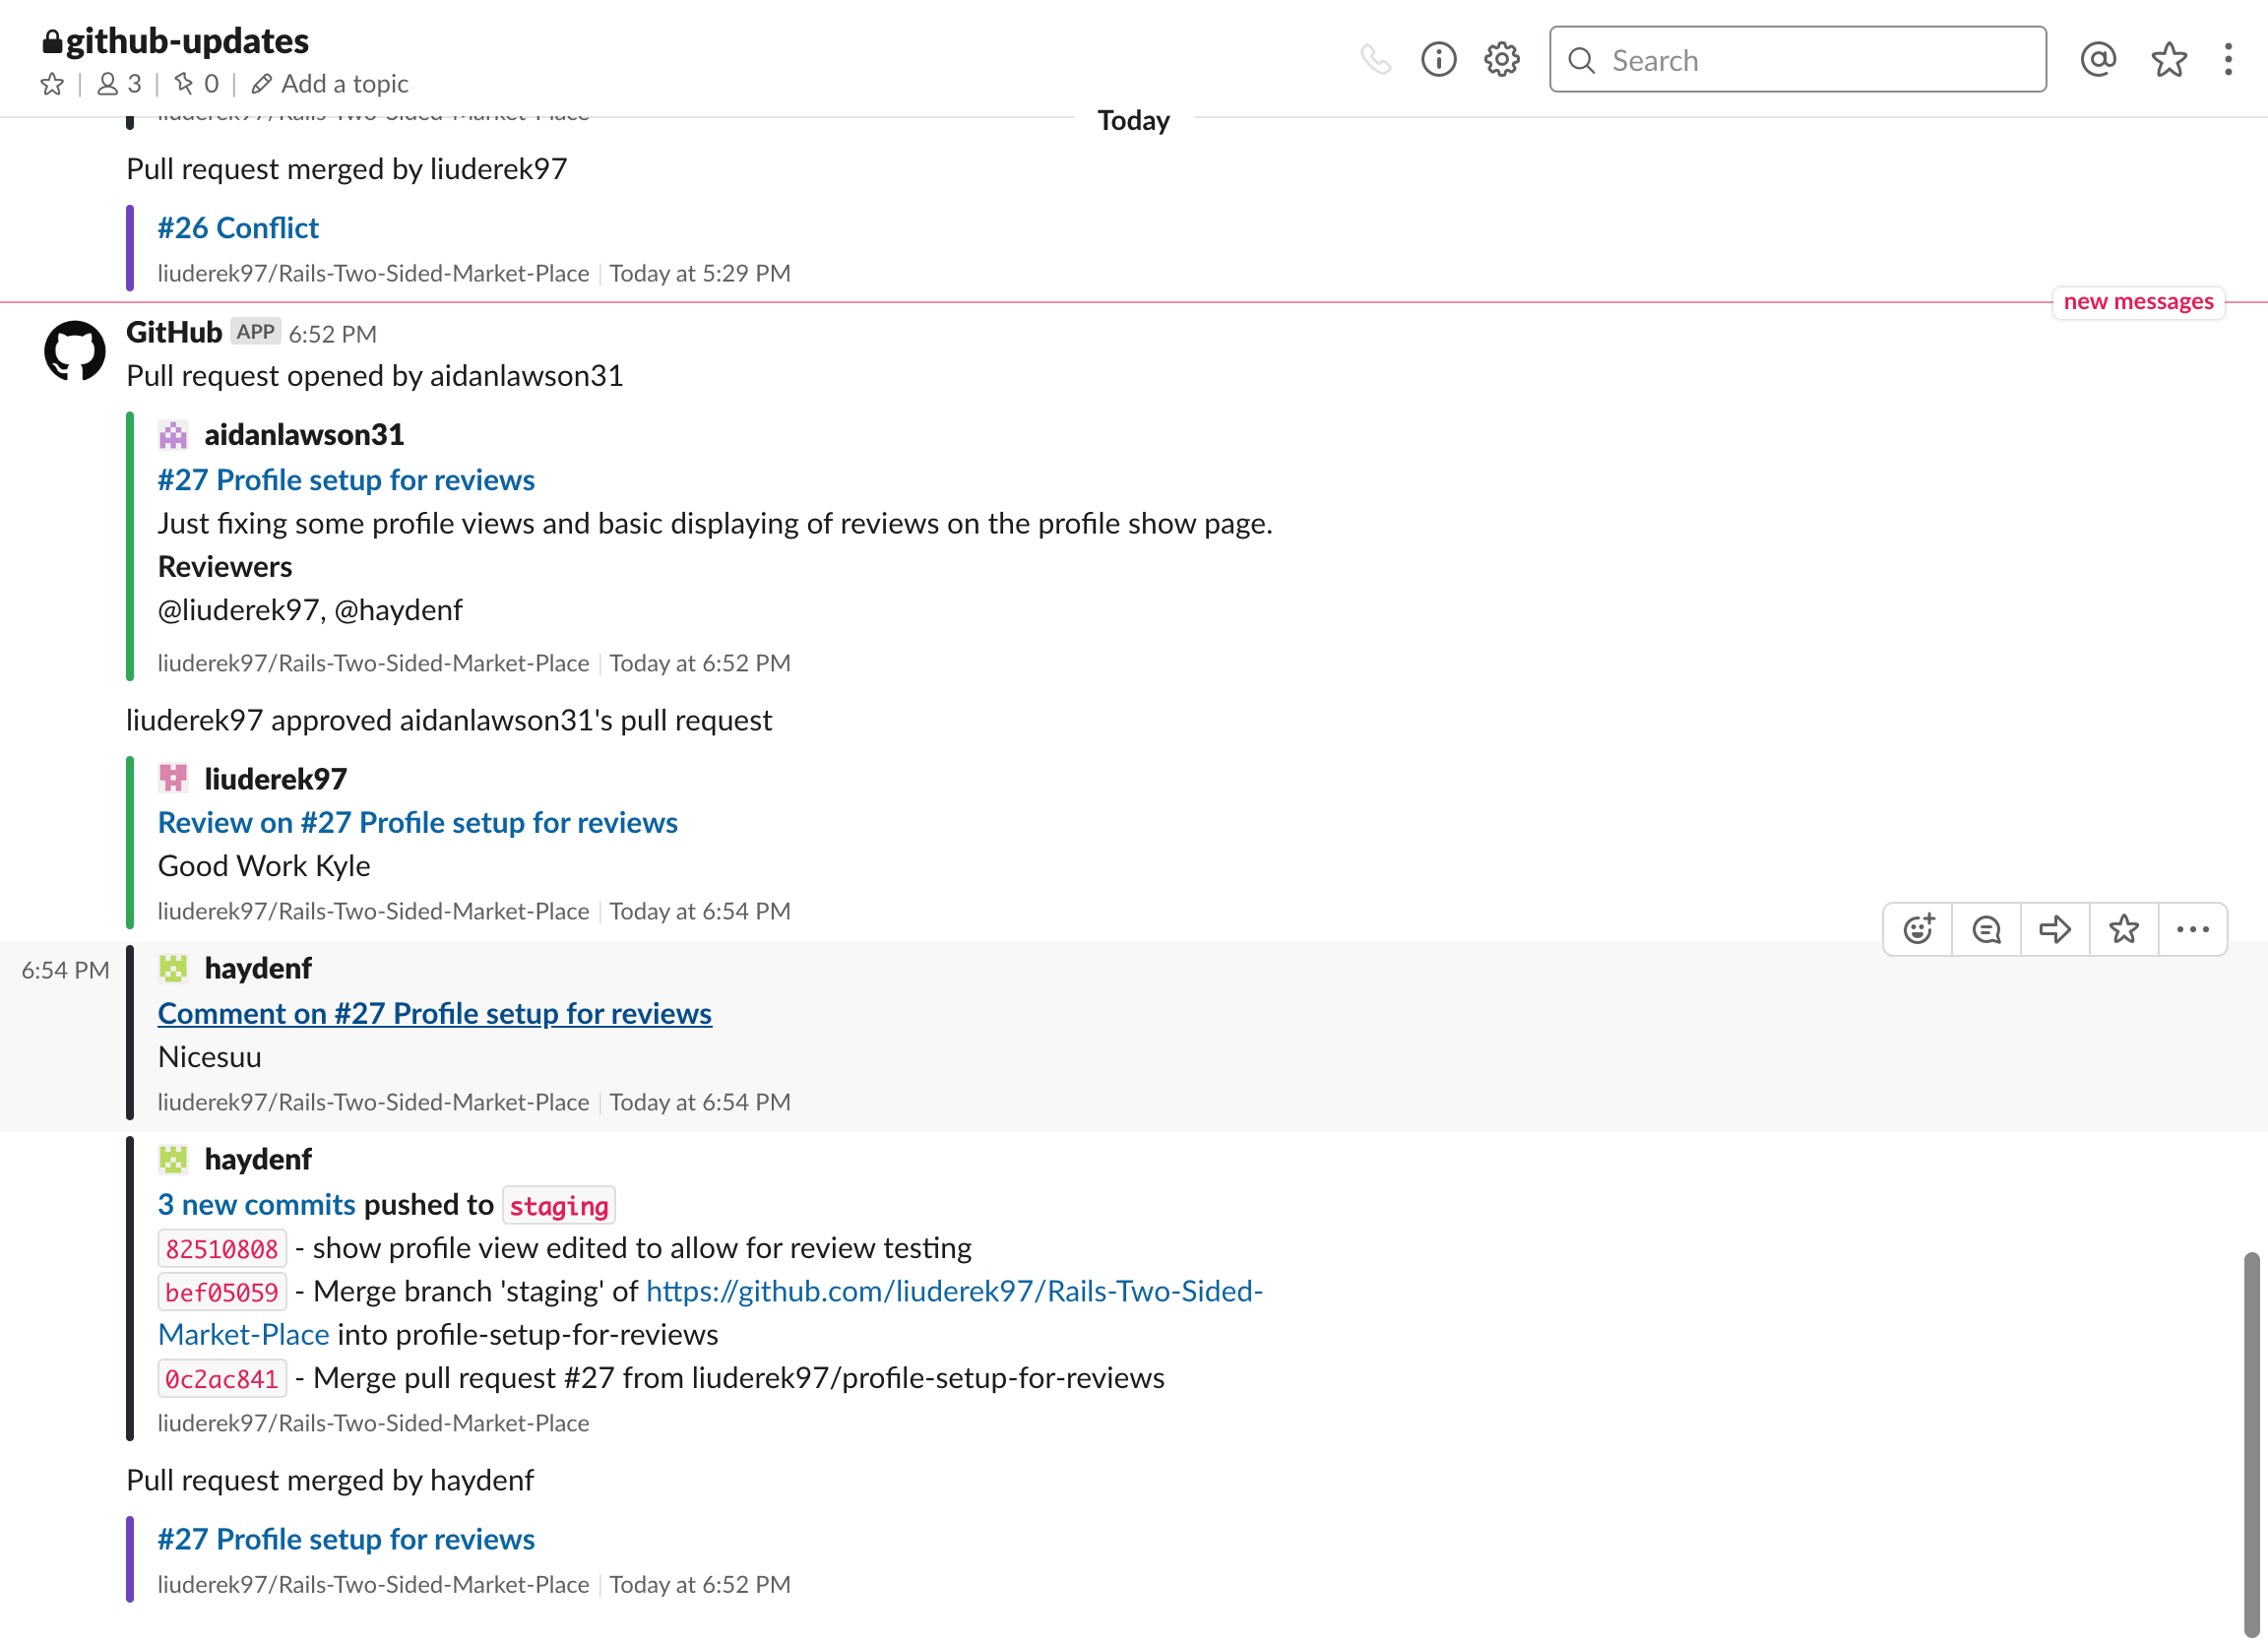 github-updates
3 | 0 | Add a topic
Search
liuderek97/Rails-Two-Sided-Market-Place
Today
Pull request merged by liuderek97
#26 Conflict
liuderek97/Rails-Two-Sided-Market-Place | Today at 5:29 PM
new messages
GitHub APP 6:52 PM
Pull request opened by aidanlawson31
aidanlawson31
#27 Profile setup for reviews
Just fixing some profile views and basic displaying of reviews on the profile show page.
Reviewers
@liuderek97, @haydenf
liuderek97/Rails-Two-Sided-Market-Place | Today at 6:52 PM
liuderek97 approved aidanlawson31's pull request
liuderek97
Review on #27 Profile setup for reviews
Good Work Kyle
liuderek97/Rails-Two-Sided-Market-Place | Today at 6:54 PM
6:54 PM haydenf
Comment on #27 Profile setup for reviews
Nicesuu
liuderek97/Rails-Two-Sided-Market-Place | Today at 6:54 PM
haydenf
3 new commits pushed to staging
82510808 - show profile view edited to allow for review testing
bef05059 - Merge branch 'staging' of https://github.com/liuderek97/Rails-Two-Sided-
Market-Place into profile-setup-for-reviews
0c2ac841 - Merge pull request #27 from liuderek97/profile-setup-for-reviews
liuderek97/Rails-Two-Sided-Market-Place
Pull request merged by haydenf
#27 Profile setup for reviews
liuderek97/Rails-Two-Sided-Market-Place | Today at 6:52 PM